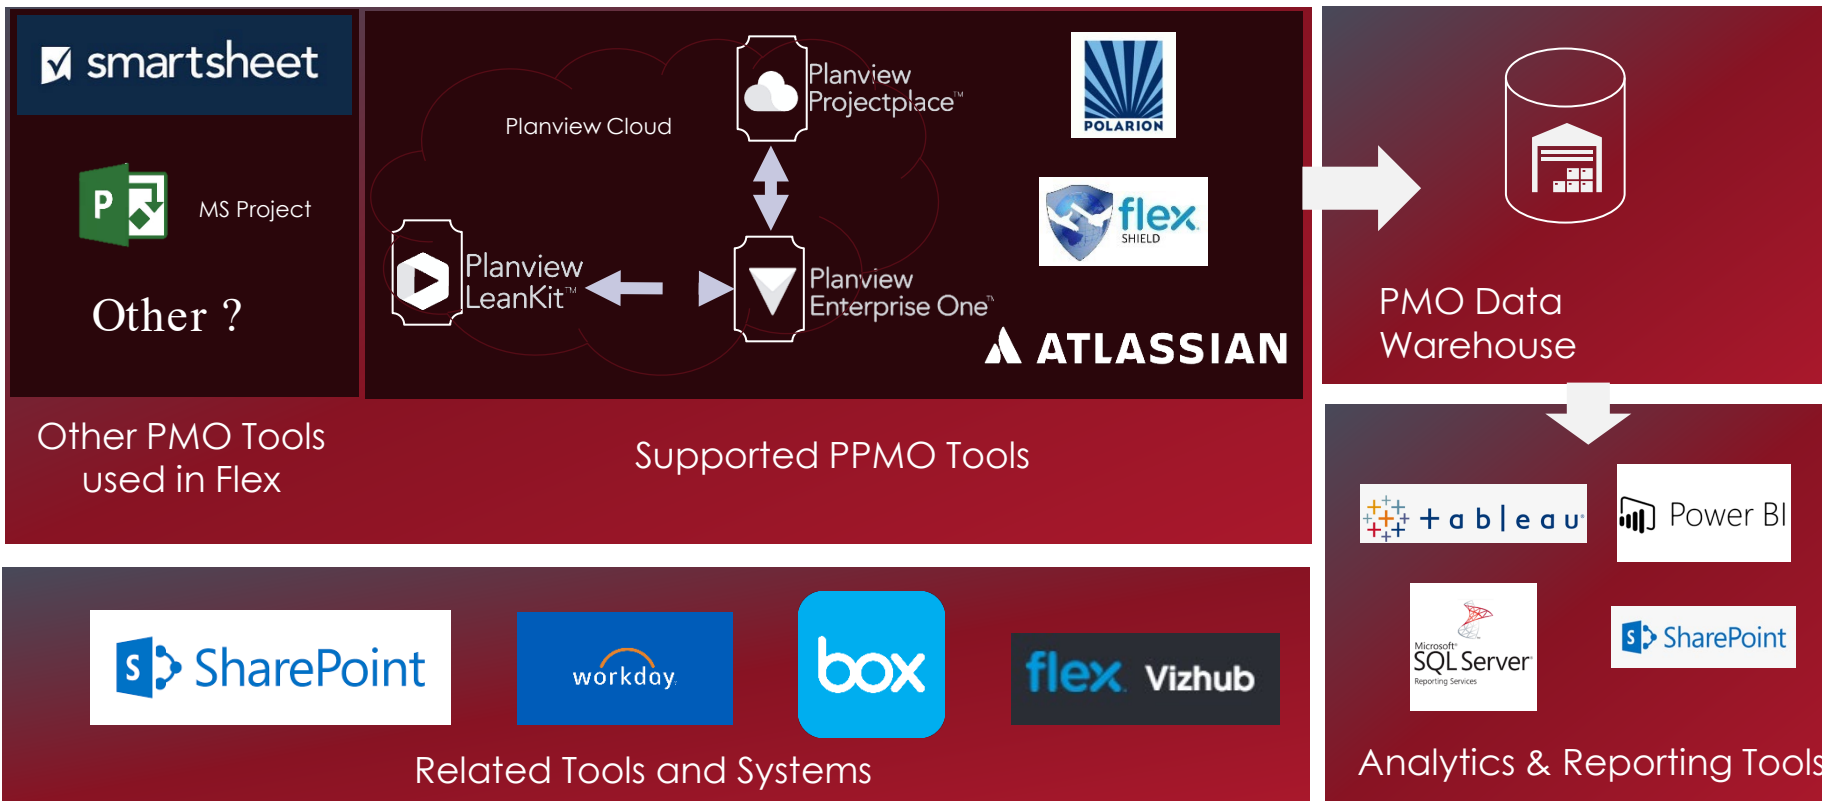 smartsheet
P
MS Project
Other ?
Other PMO Tools
used in Flex
Planview Cloud
Planview
Projectplace™
Planview
LeanKit™
Planview
Enterprise One™
POLARION
flex
SHIELD
ATLASSIAN
Supported PPMO Tools
PMO Data
Warehouse
tableau
Power BI
Microsoft®
SQL Server®
Reporting Services
S SharePoint
Analytics & Reporting Tools
S SharePoint
workday.
box
flex. Vizhub
Related Tools and Systems